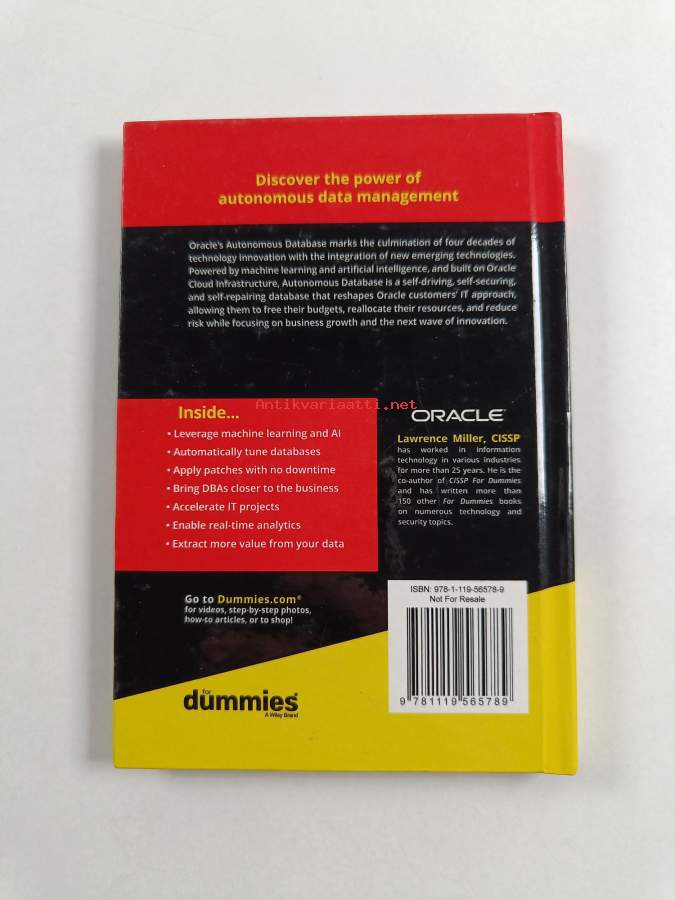 Discover the power of
autonomous data management
Oracle's Autonomous Database marks the culmination of four decades of
technology innovation with the integration of new emerging technologies.
Powered by machine learning and artificial intelligence, and built on Oracle
Cloud Infrastructure, Autonomous Database is a self-driving, self-securing,
and self-repairing database that reshapes Oracle customers' IT approach,
allowing them to free their budgets, reallocate their resources, and reduce
risk while focusing on business growth and the next wave of innovation.
Antikvariaatti.net
Inside...
• Leverage machine learning and AI
• Automatically tune databases
• Apply patches with no downtime
• Bring DBAs closer to the business
• Accelerate IT projects
• Enable real-time analytics
• Extract more value from your data
ORACLE
Lawrence Miller, CISSP
has worked in information
technology in various industries
for more than 25 years. He is the
co-author of CISSP For Dummies
and has written more than
150 other For Dummies books
on numerous technology and
security topics.
Go to Dummies.com®
for videos, step-by-step photos,
how-to articles, or to shop!
for
dummies®
A Wiley Brand
ISBN: 978-1-119-56578-9
Not For Resale
9 781119 565789